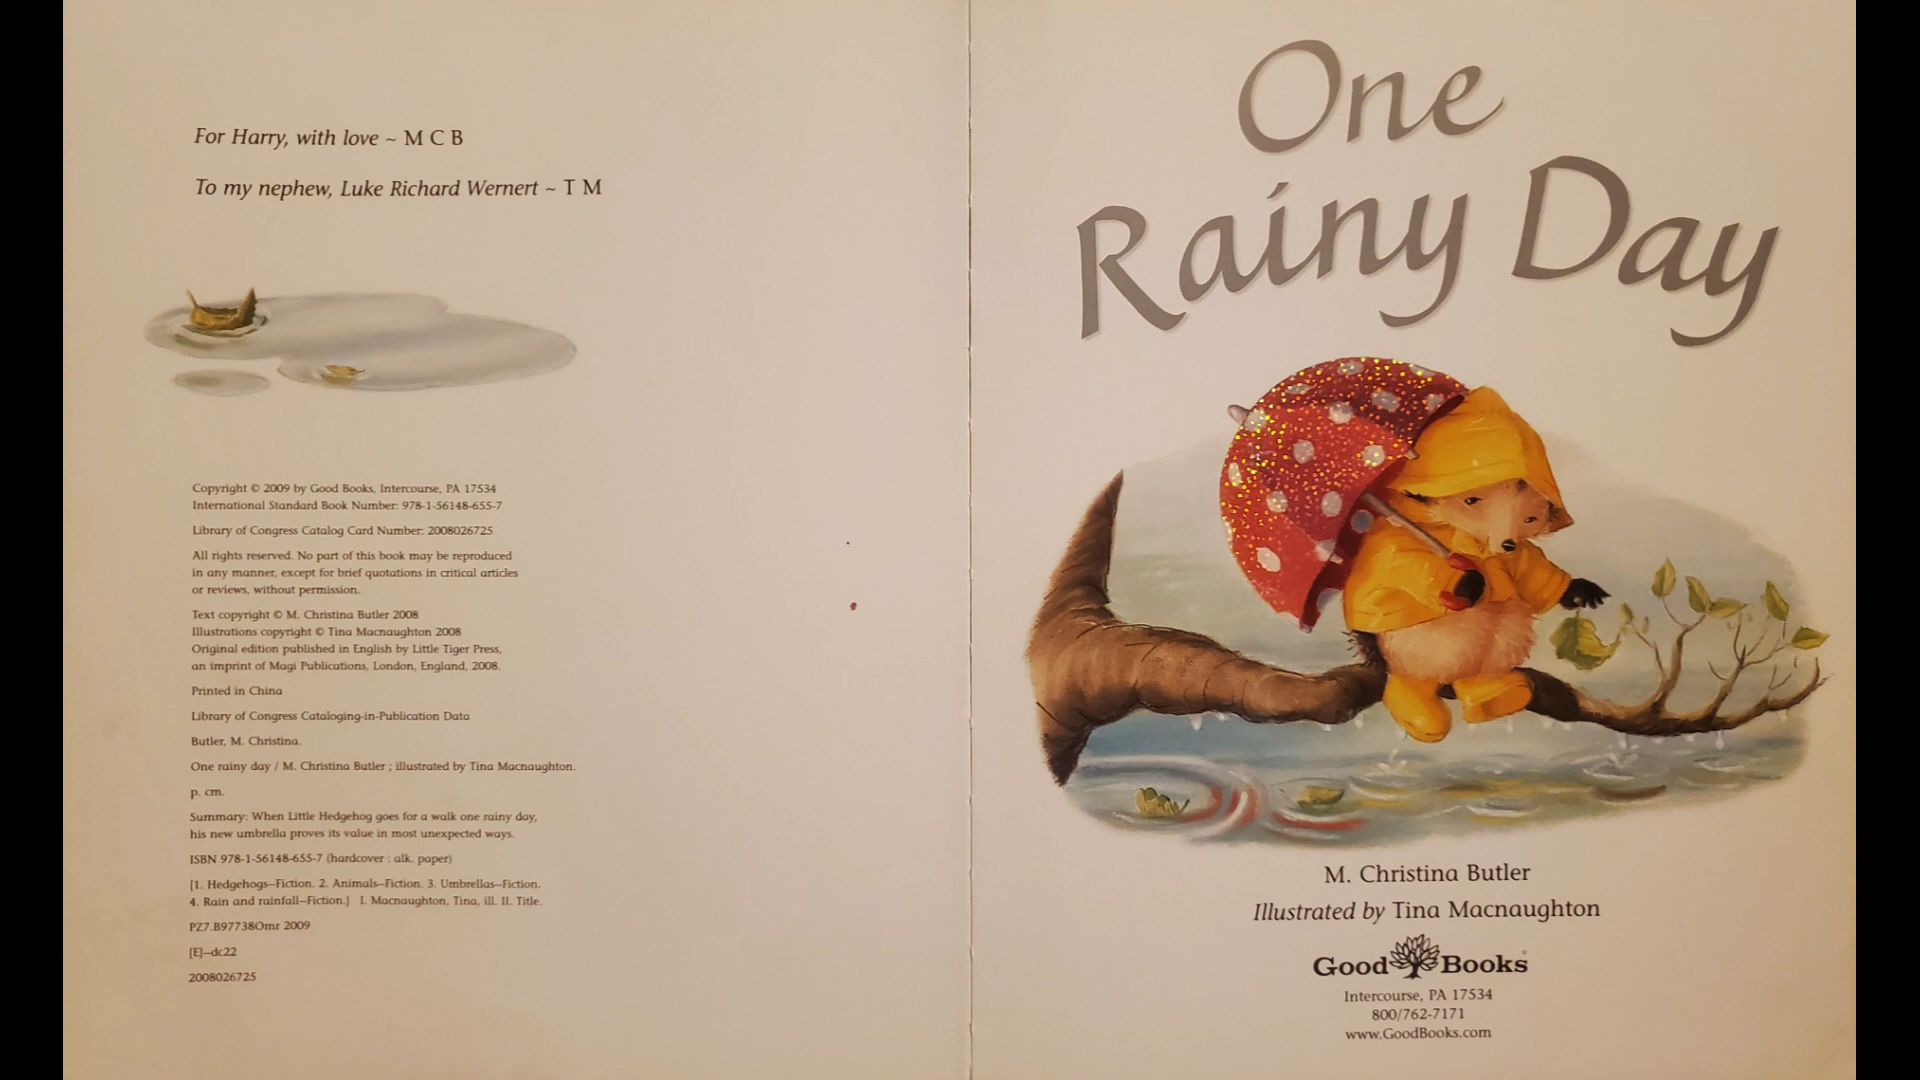 For Harry, with love ~ M C B
To my nephew, Luke Richard Wernert ~ T M
Copyright © 2009 by Good Books, Intercourse, PA 17534
International Standard Book Number: 978-1-56148-655-7
Library of Congress Catalog Card Number: 2008026725
All rights reserved. No part of this book may be reproduced
in any manner, except for brief quotations in critical articles
or reviews, without permission.
Text copyright © M. Christina Butler 2008
Illustrations copyright © Tina Macnaughton 2008
Original edition published in English by Little Tiger Press,
an imprint of Magi Publications, London, England, 2008.
Printed in China
Library of Congress Cataloging-in-Publication Data
Butler, M. Christina.
One rainy day / M. Christina Butler ; illustrated by Tina Macnaughton.
p. cm.
Summary: When Little Hedgehog goes for a walk one rainy day,
his new umbrella proves its value in most unexpected ways.
ISBN 978-1-56148-655-7 (hardcover : alk. paper)
[1. Hedgehogs--Fiction. 2. Animals--Fiction. 3. Umbrellas--Fiction.
4. Rain and rainfall--Fiction.] I. Macnaughton, Tina, ill. II. Title.
PZ7.B97738Omr 2009
[E]--dc22
2008026725
One
Rainy Day
M. Christina Butler
Illustrated by Tina Macnaughton
Good Books
Intercourse, PA 17534
800/762-7171
www.GoodBooks.com